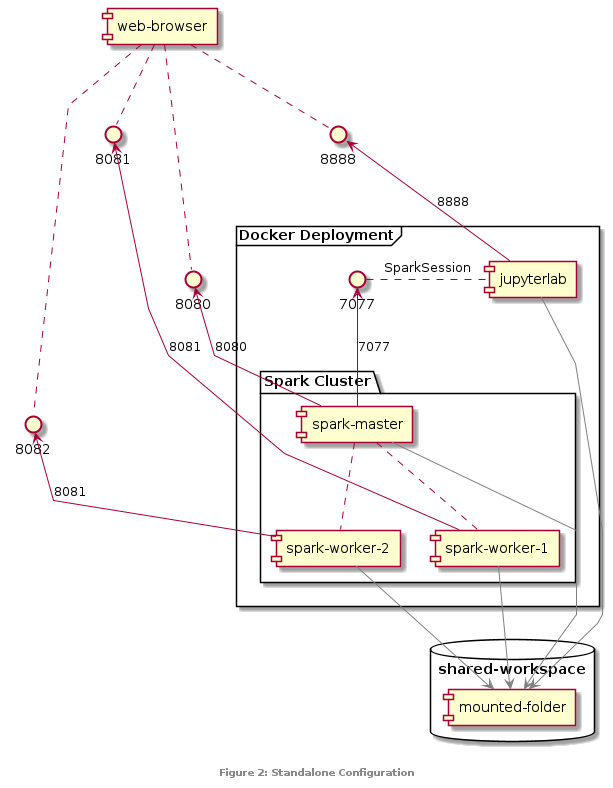 web-browser
8081
8888
8888
Docker Deployment
SparkSession
jupyterlab
8080
7077
8081
8080
7077
Spark Cluster
spark-master
8082
8081
spark-worker-2
spark-worker-1
shared-workspace
mounted-folder
Figure 2: Standalone Configuration